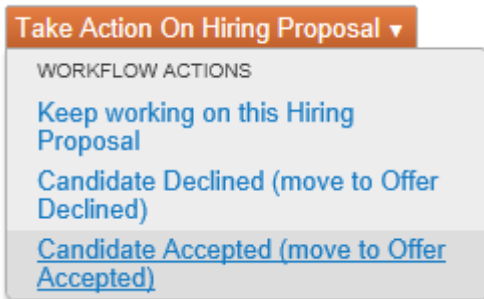 Take Action On Hiring Proposal ▾
WORKFLOW ACTIONS
Keep working on this Hiring
Proposal
Candidate Declined (move to Offer
Declined)
Candidate Accepted (move to Offer
Accepted)